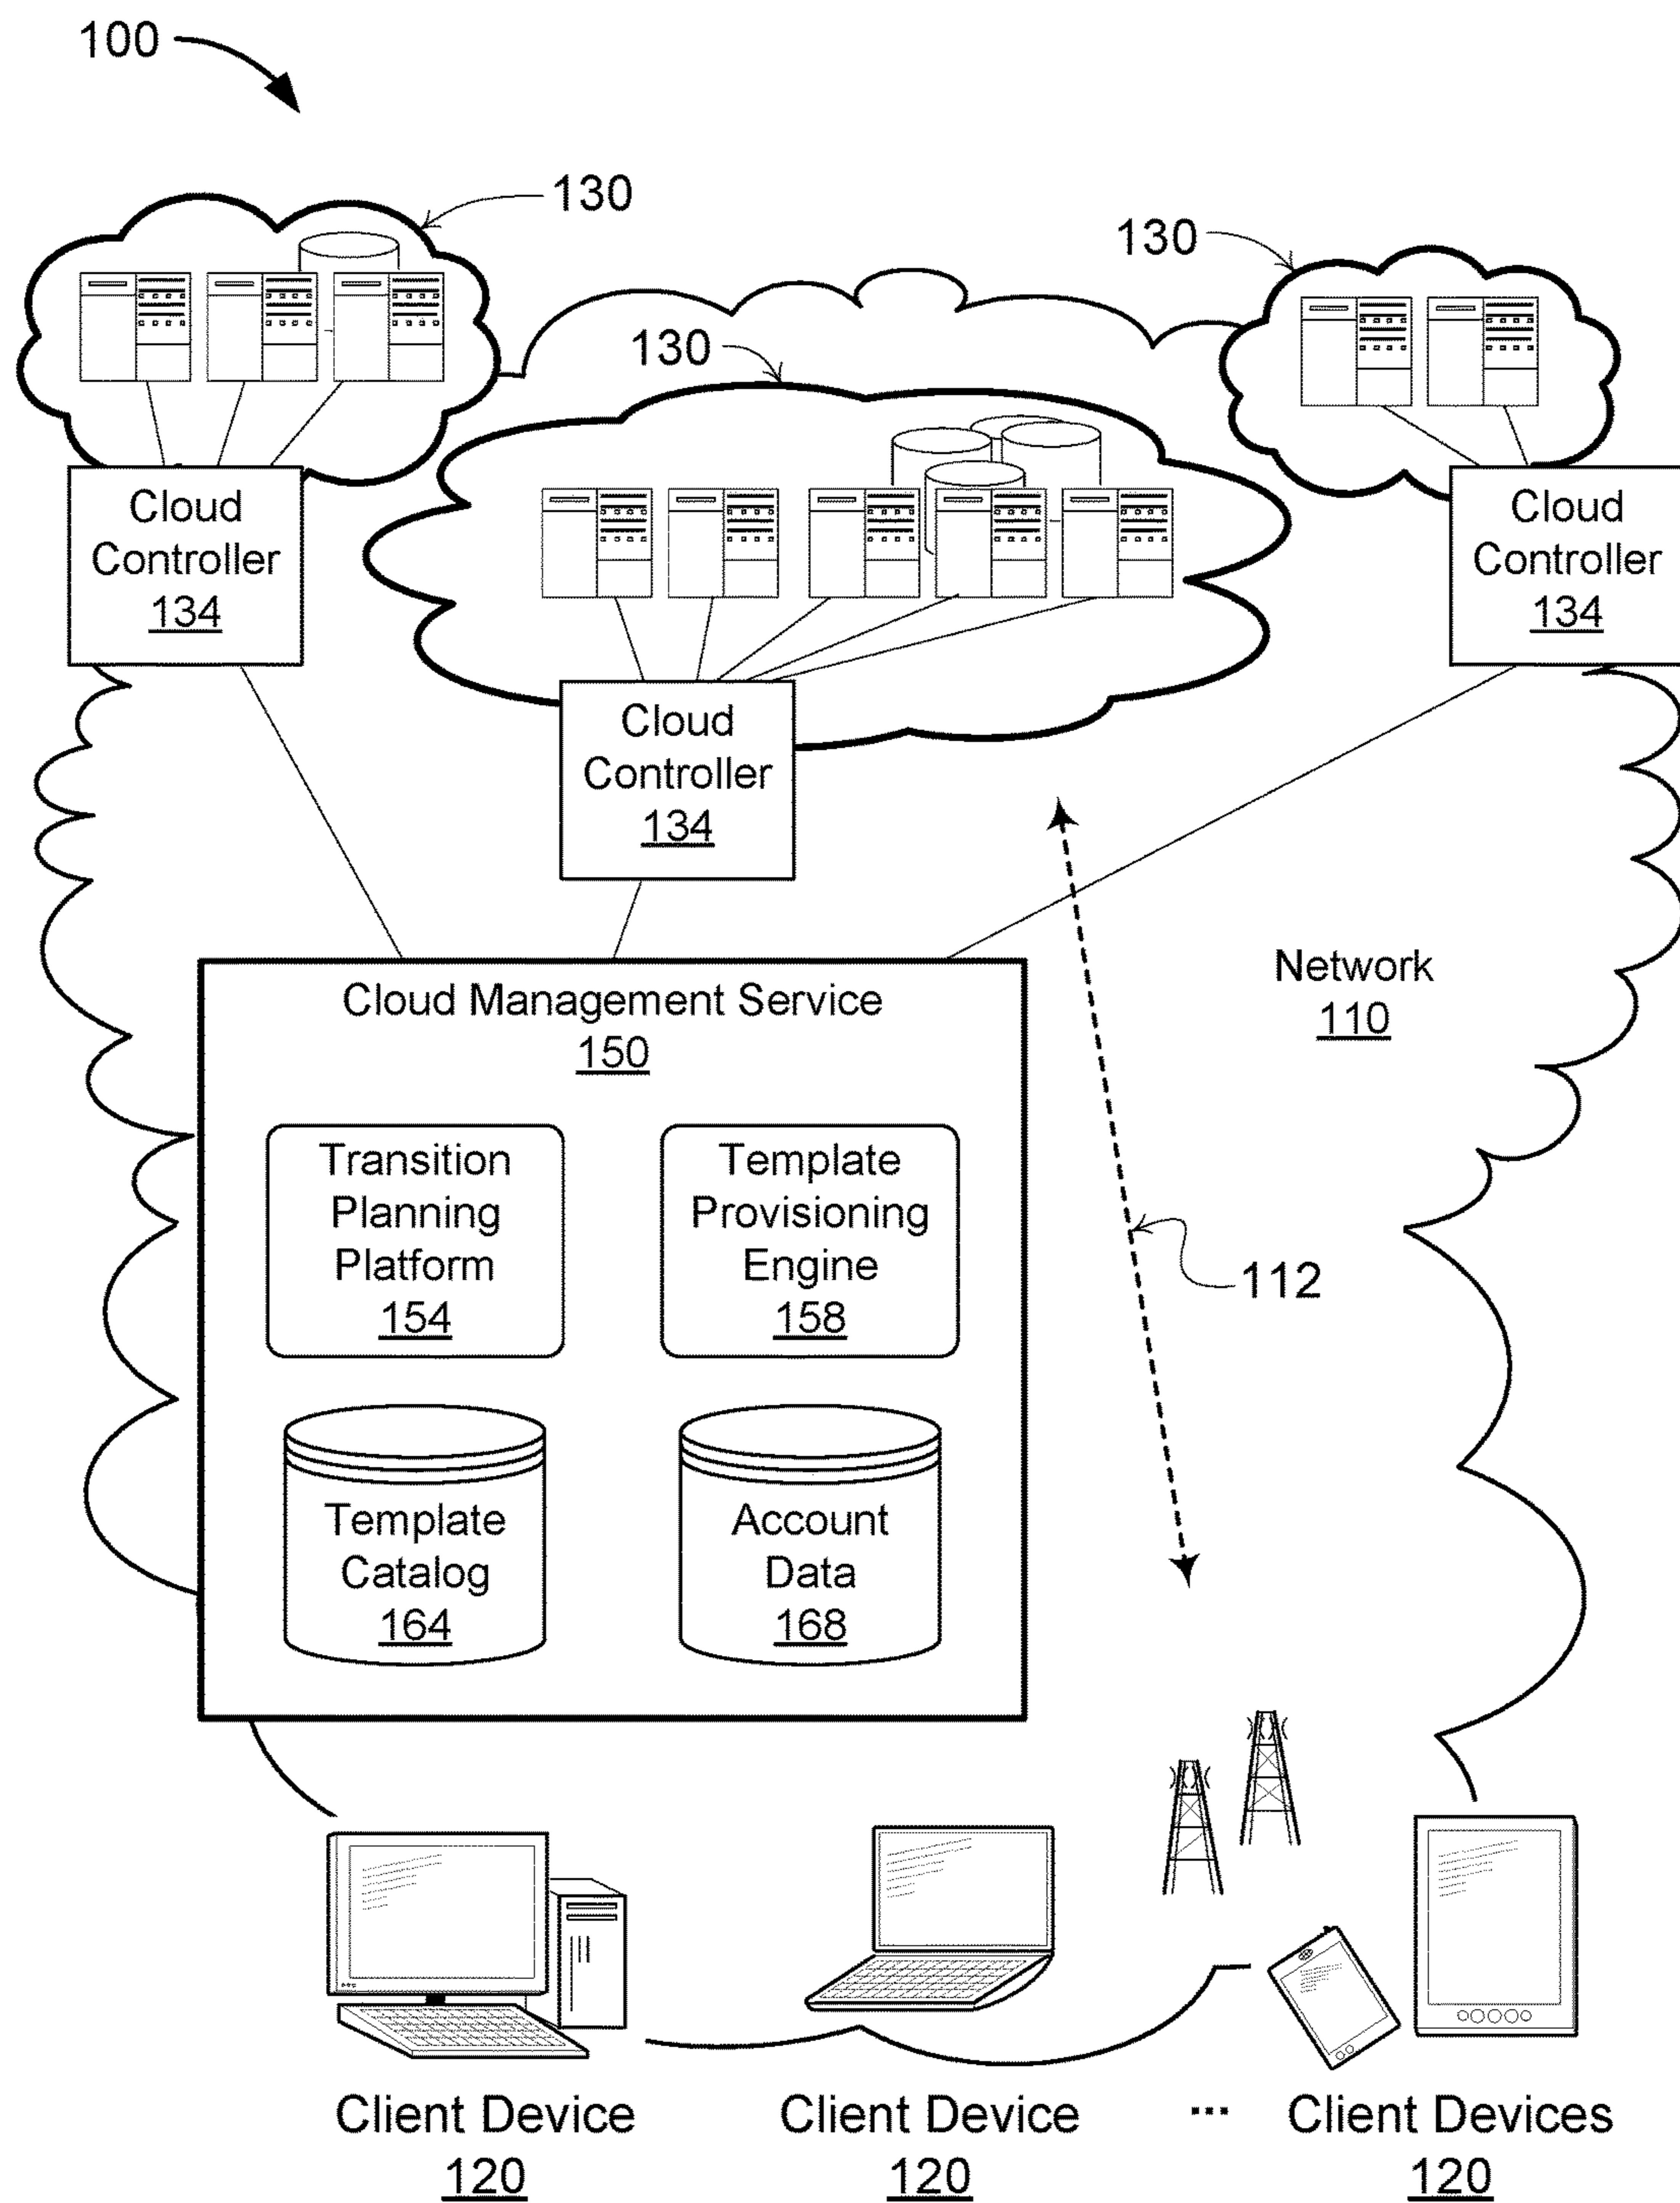 100
130
130
130
Cloud
Controller
134
Cloud
Controller
134
Cloud
Controller
134
Network
110
Cloud Management Service
150
Transition
Planning
Platform
154
Template
Provisioning
Engine
158
112
Template
Catalog
164
Account
Data
168
Client Device
120
Client Device
120
...
Client Devices
120